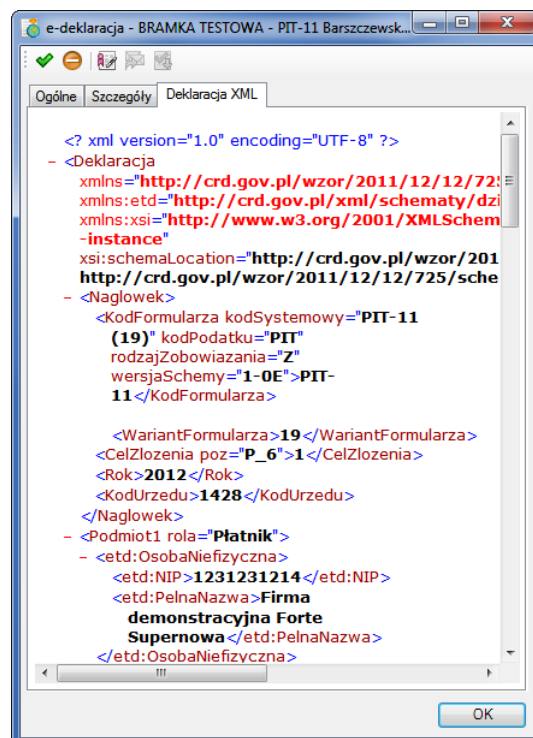 e-deklaracja - BRAMKA TESTOWA - PIT-11 Barszczewsk...
Ogólne Szczegóły Deklaracja XML
<? xml version="1.0" encoding="UTF-8" ?>
- <Deklaracja
xmlns="http://crd.gov.pl/wzor/2011/12/12/725
xmlns:etd="http://crd.gov.pl/xml/schematy/dzi
xmlns:xsi="http://www.w3.org/2001/XMLSchem
-instance"
xsi:schemaLocation="http://crd.gov.pl/wzor/201
http://crd.gov.pl/wzor/2011/12/12/725/sche
- <Naglowek>
<KodFormularza kodSystemowy="PIT-11
(19)" kodPodatku="PIT"
rodzajZobowiazania="Z"
wersjaSchemy="1-0E">PIT-
11</KodFormularza>
<WariantFormularza>19</WariantFormularza>
<CelZlozenia poz="P_6">1</CelZlozenia>
<Rok>2012</Rok>
<KodUrzedu>1428</KodUrzedu>
</Naglowek>
- <Podmiot1 rola="Płatnik">
- <etd:OsobaNiefizyczna>
<etd:NIP>1231231214</etd:NIP>
<etd:PelnaNazwa>Firma
demonstracyjna Forte
Supernowa</etd:PelnaNazwa>
</etd:OsobaNiefizyczna>
OK